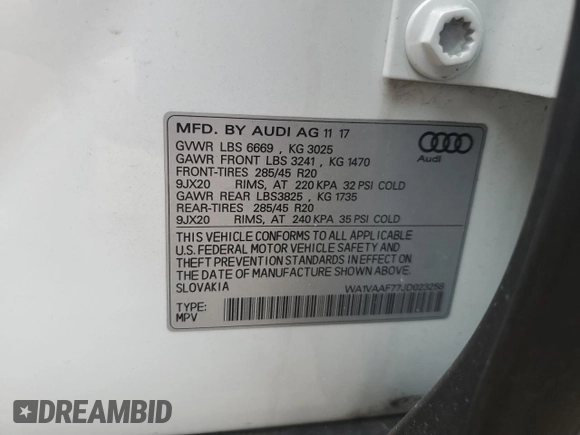 MFD. BY AUDI AG 11 17
GVWR LBS 6669 , KG 3025
GAWR FRONT LBS 3241 , KG 1470
FRONT-TIRES 285/45 R20
9JX20 RIMS, AT 220 KPA 32 PSI COLD
GAWR REAR LBS3825 , KG 1735
REAR-TIRES 285/45 R20
9JX20 RIMS, AT 240 KPA 35 PSI COLD
Audi
THIS VEHICLE CONFORMS TO ALL APPLICABLE
U.S. FEDERAL MOTOR VEHICLE SAFETY AND
THEFT PREVENTION STANDARDS IN EFFECT ON
THE DATE OF MANUFACTURE SHOWN ABOVE.
SLOVAKIA WA1VAAF77JD023258
TYPE:
MPV
DREAMBID